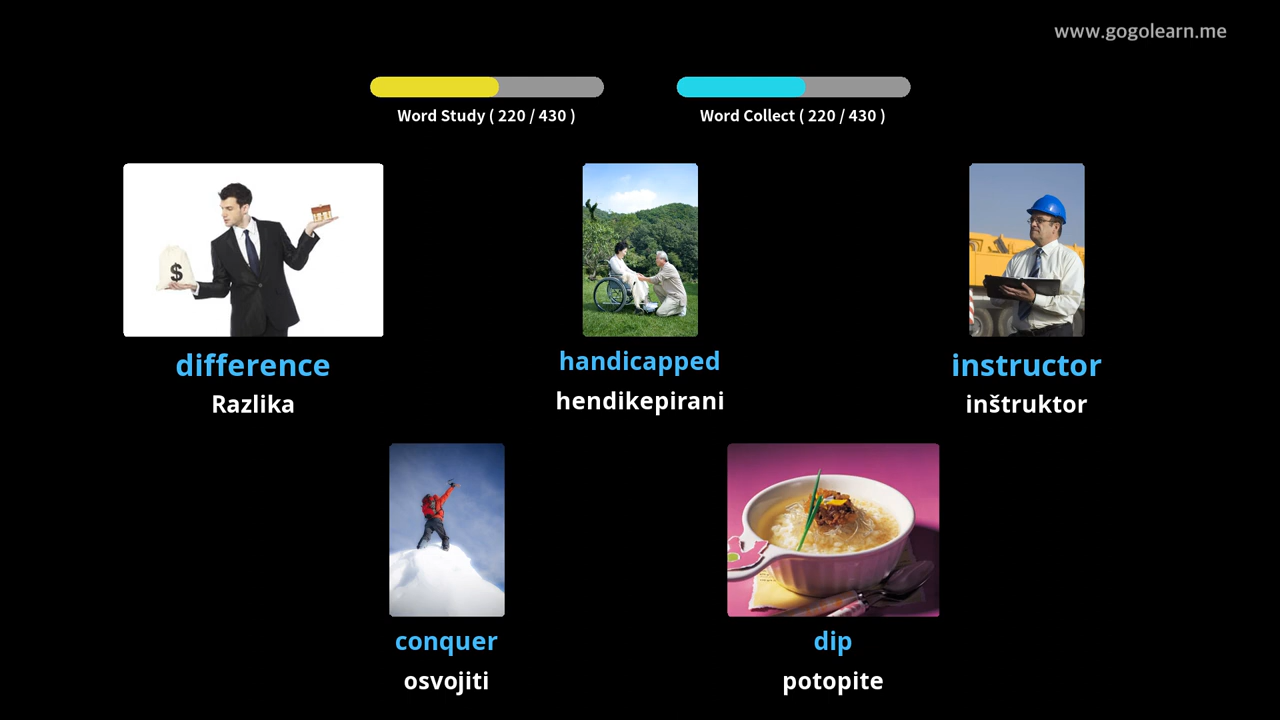 www.gogolearn.me
Word Study ( 220 / 430 )
Word Collect ( 220 / 430 )
$
difference
Razlika
handicapped
hendikepirani
instructor
inštruktor
conquer
osvojiti
dip
potopite